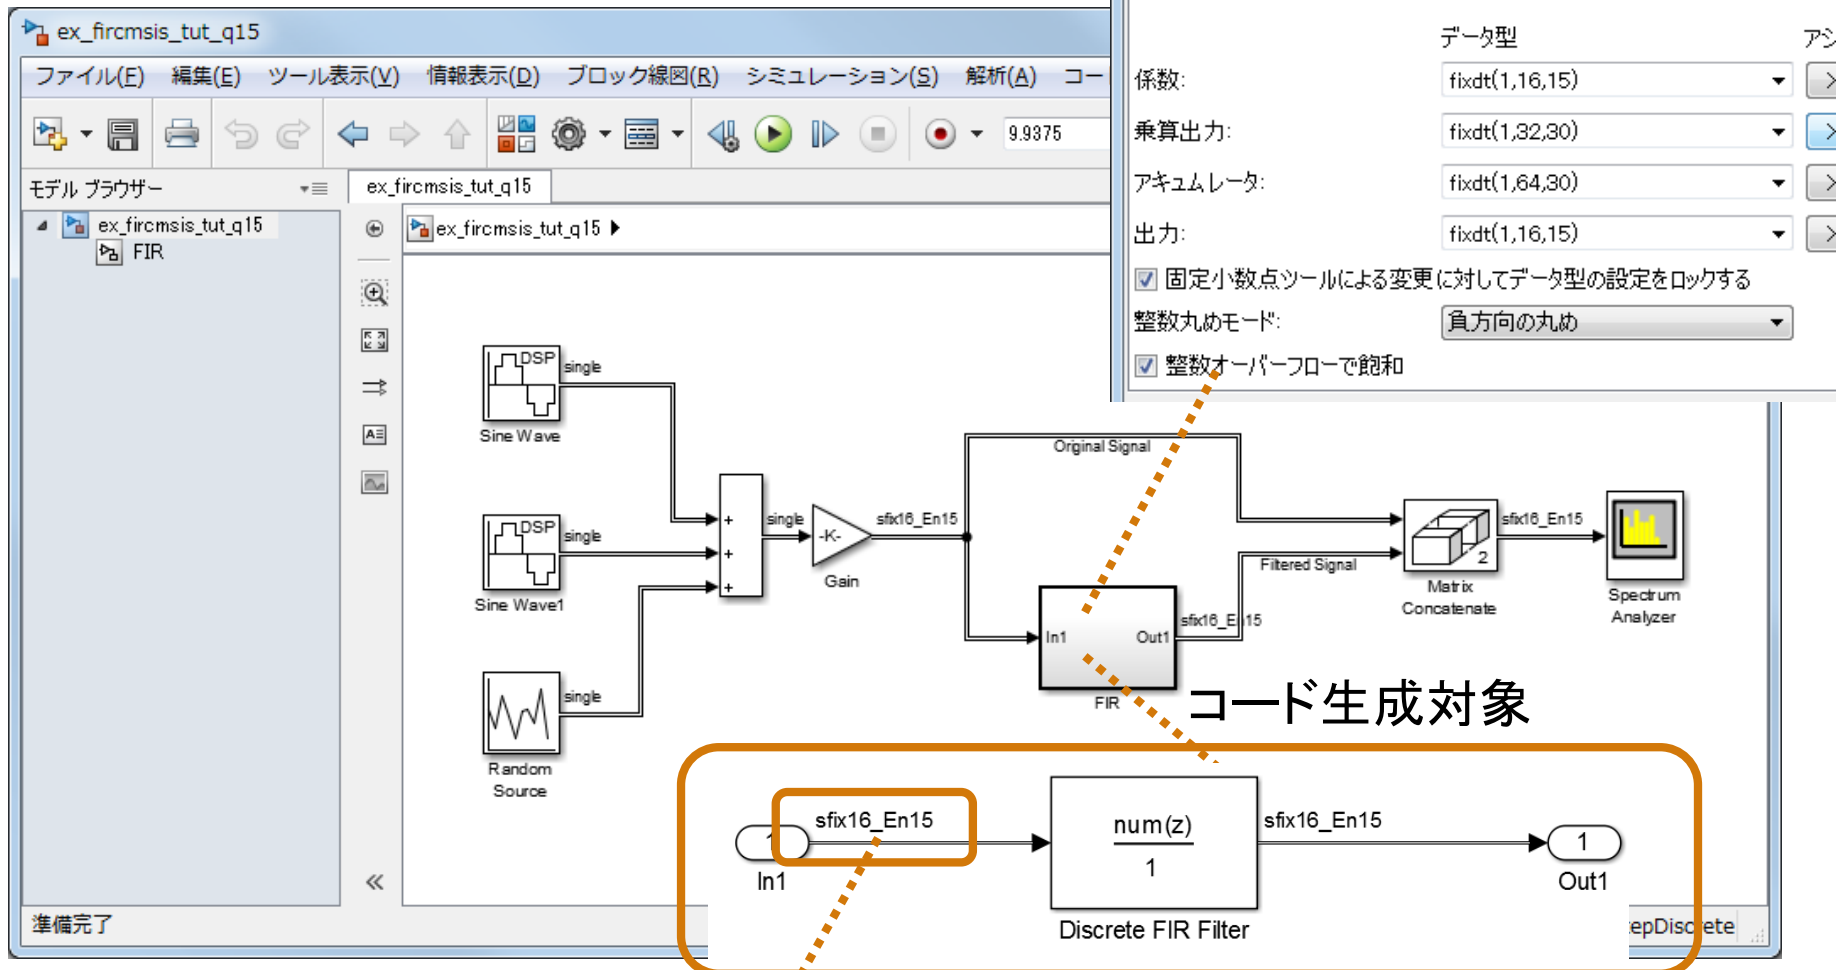 ex_fircmsis_tut_q15
ファイル(F) 編集(E) ツール表示(V) 情報表示(D) ブロック線図(R) シミュレーション(S) 解析(A) コー
9.9375
モデル ブラウザー
ex_fircmsis_tut_q15
FIR
ex_fircmsis_tut_q15
ex_fircmsis_tut_q15
データ型
係数: fixdt(1,16,15)
乗算出力: fixdt(1,32,30)
アキュムレータ: fixdt(1,64,30)
出力: fixdt(1,16,15)
固定小数点ツールによる変更に対してデータ型の設定をロックする
整数丸めモード: 負方向の丸め
整数オーバーフローで飽和
DSP
single
Sine Wave
DSP
single
Sine Wave1
single
Random
Source
+
+
+
single
-K-
Gain
sfix16_En15
Original Signal
In1
Out1
FIR
sfix16_En15
Filtered Signal
2
Matrix
Concatenate
sfix16_En15
Spectrum
Analyzer
コード生成対象
1
In1
sfix16_En15
num(z)
1
Discrete FIR Filter
sfix16_En15
1
Out1
準備完了
epDiscrete